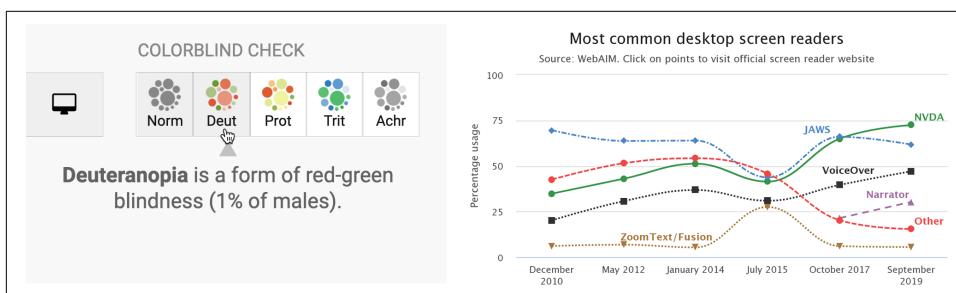 COLORBLIND CHECK
Norm Deut Prot Trit Achr
Deuteranopia is a form of red-green
blindness (1% of males).
Most common desktop screen readers
Source: WebAIM. Click on points to visit official screen reader website
Percentage usage
100
75
50
25
0
NVDA
JAWS
VoiceOver
Narrator
Other
ZoomText/Fusion
December
2010
May 2012
January 2014
July 2015
October 2017
September
2019